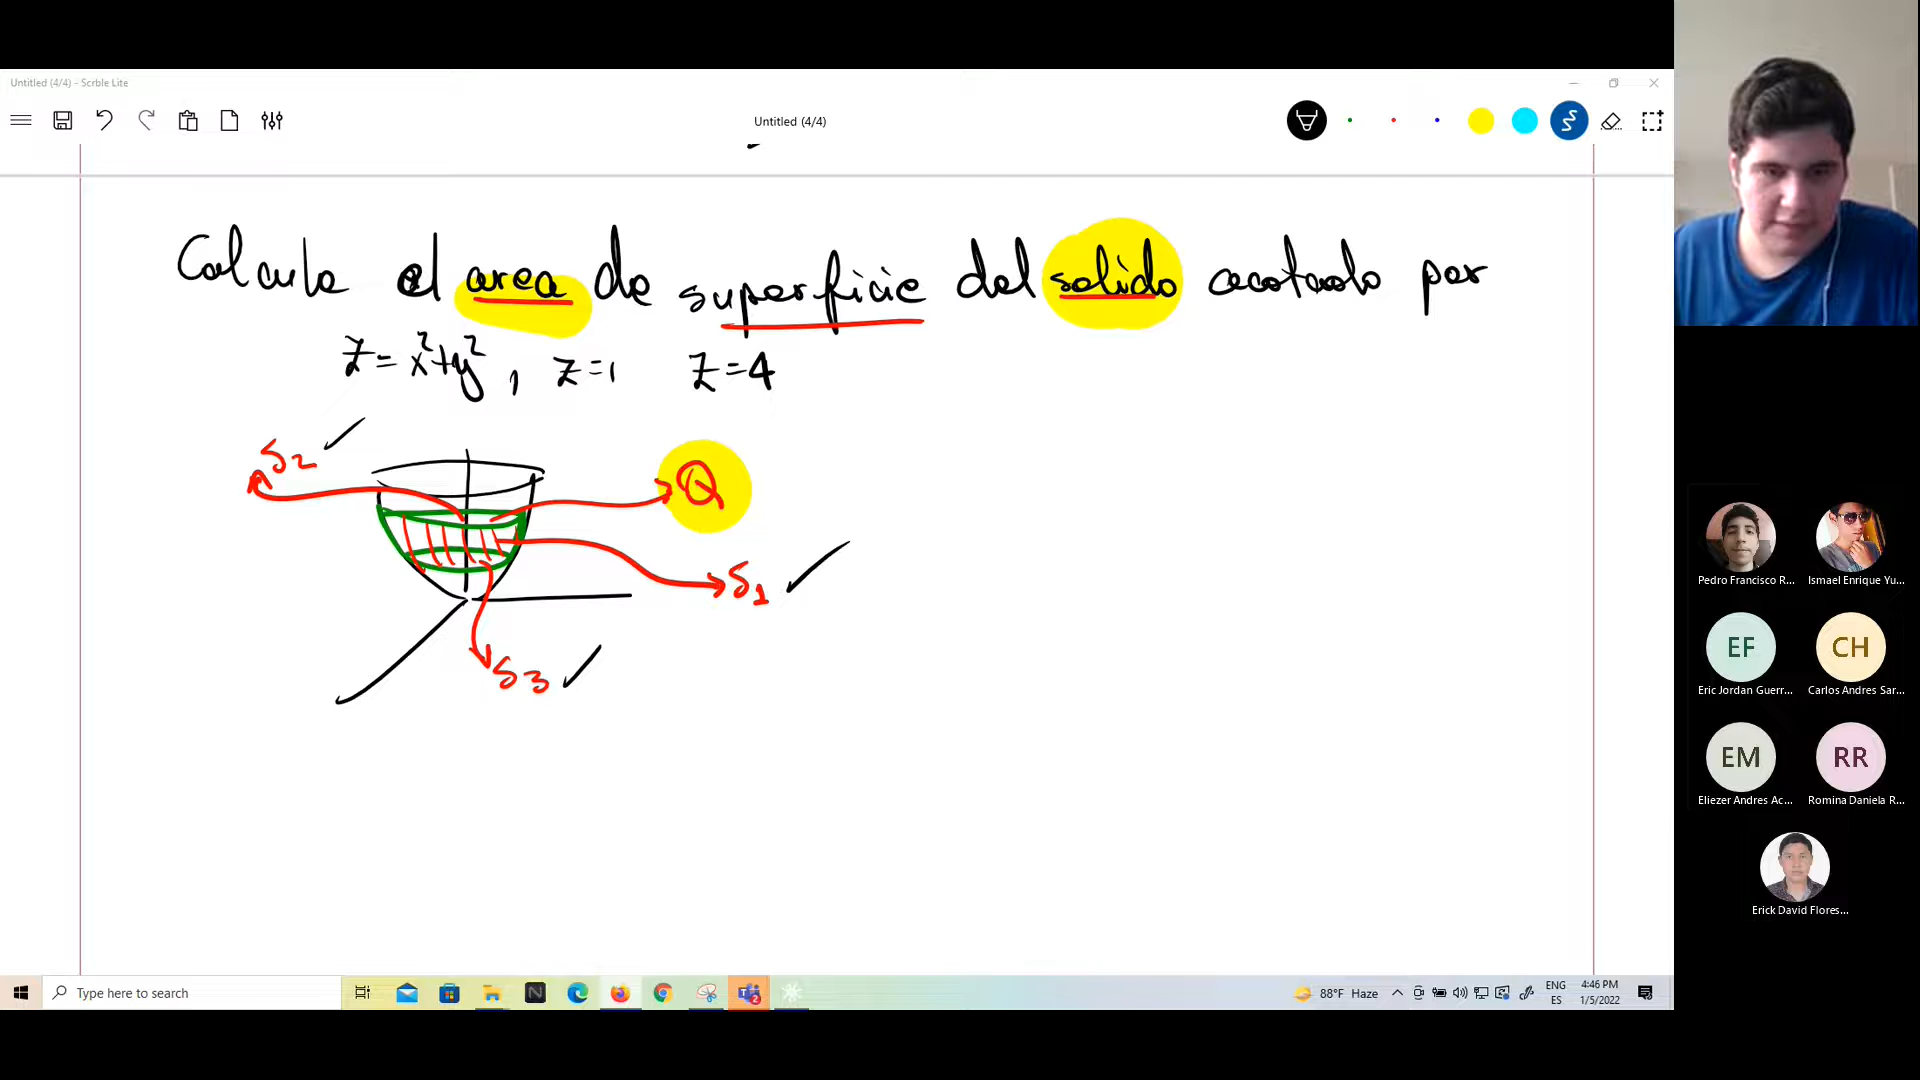 Untitled (4/4) - Scrble Lite
Untitled (4/4)
Calcule el area de superficie del solido acotado por
z = x²+y², z=1 z=4
S2
Q
S1
S3
Pedro Francisco R...
Ismael Enrique Yu...
EF
CH
Eric Jordan Guerr...
Carlos Andres Sar...
EM
RR
Eliezer Andres Ac...
Romina Daniela R...
Erick David Flores...
Type here to search
2
88°F Haze
ENG
ES
4:46 PM
1/5/2022